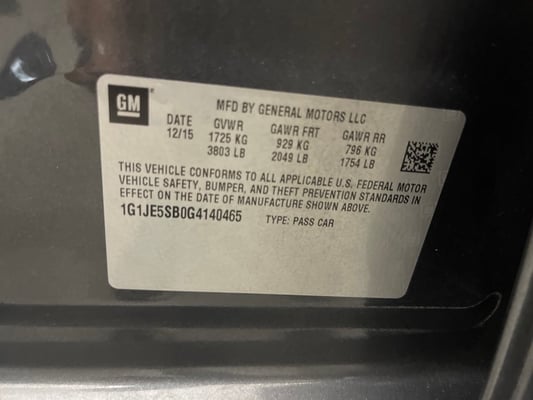 GM
MFD BY GENERAL MOTORS LLC
DATE GVWR GAWR FRT GAWR RR
12/15 1725 KG 929 KG 796 KG
3803 LB 2049 LB 1754 LB
THIS VEHICLE CONFORMS TO ALL APPLICABLE U.S. FEDERAL MOTOR
VEHICLE SAFETY, BUMPER, AND THEFT PREVENTION STANDARDS IN
EFFECT ON THE DATE OF MANUFACTURE SHOWN ABOVE.
1G1JE5SB0G4140465 TYPE: PASS CAR